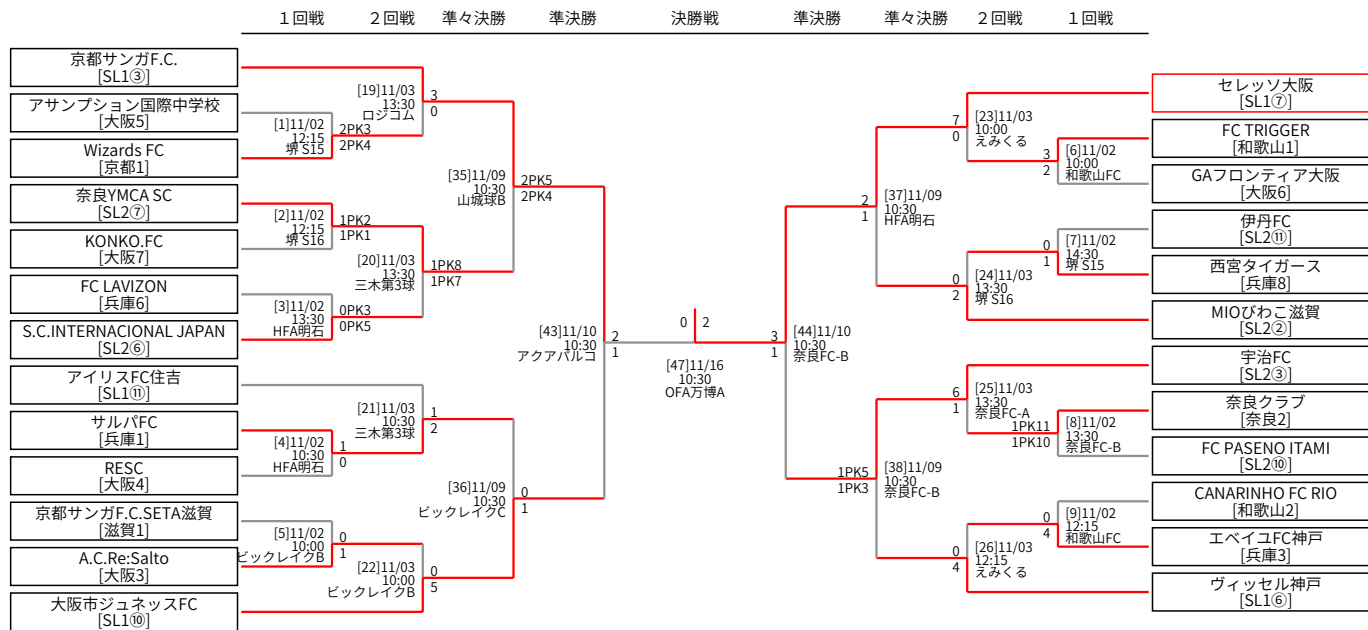 １回戦 ２回戦 準々決勝 準決勝 決勝戦 準決勝 準々決勝 ２回戦 １回戦
京都サンガF.C.
[SL1③]
アサンプション国際中学校
[大阪5]
Wizards FC
[京都1]
奈良YMCA SC
[SL2⑦]
KONKO.FC
[大阪7]
FC LAVIZON
[兵庫6]
S.C.INTERNACIONAL JAPAN
[SL2⑥]
アイリスFC住吉
[SL1⑪]
サルパFC
[兵庫1]
RESC
[大阪4]
京都サンガF.C.SETA滋賀
[滋賀1]
A.C.Re:Salto
[大阪3]
大阪市ジュネッスFC
[SL1⑩]
[1]11/02
12:15
堺 S15
2PK3
2PK4
[2]11/02
12:15
堺 S16
1PK2
1PK1
[3]11/02
13:30
HFA明石
0PK3
0PK5
[4]11/02
10:30
HFA明石
1
0
[5]11/02
10:00
ビックレイクB
0
1
[19]11/03
13:30
ロジコム
3
0
[20]11/03
13:30
三木第3球
1PK8
1PK7
[21]11/03
10:30
三木第3球
1
2
[22]11/03
10:00
ビックレイクB
0
5
[35]11/09
10:30
山城球B
2PK5
2PK4
[36]11/09
10:30
ビックレイクC
0
1
[43]11/10
10:30
アクアパルコ
2
1
0 2
[47]11/16
10:30
OFA万博A
3
1
[44]11/10
10:30
奈良FC-B
2
1
[37]11/09
10:30
HFA明石
1PK5
1PK3
[38]11/09
10:30
奈良FC-B
7
0
[23]11/03
10:00
えみくる
0
2
[24]11/03
13:30
堺 S16
6
1
[25]11/03
13:30
奈良FC-A
0
4
[26]11/03
12:15
えみくる
3
2
[6]11/02
10:00
和歌山FC
0
1
[7]11/02
14:30
堺 S15
1PK11
1PK10
[8]11/02
13:30
奈良FC-B
0
4
[9]11/02
12:15
和歌山FC
セレッソ大阪
[SL1⑦]
FC TRIGGER
[和歌山1]
GAフロンティア大阪
[大阪6]
伊丹FC
[SL2⑪]
西宮タイガース
[兵庫8]
MIOびわこ滋賀
[SL2②]
宇治FC
[SL2③]
奈良クラブ
[奈良2]
FC PASENO ITAMI
[SL2⑩]
CANARINHO FC RIO
[和歌山2]
エベイユFC神戸
[兵庫3]
ヴィッセル神戸
[SL1⑥]